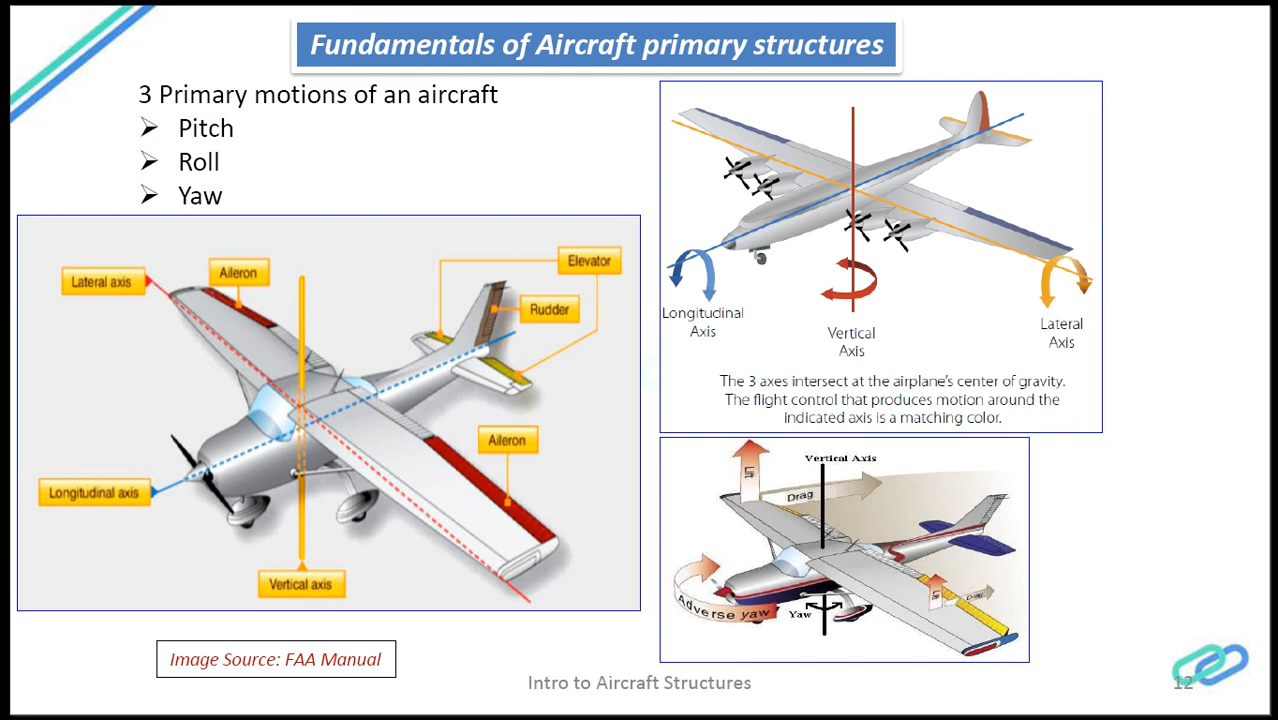 Fundamentals of Aircraft primary structures
3 Primary motions of an aircraft
➢ Pitch
➢ Roll
➢ Yaw
Lateral axis
Aileron
Elevator
Rudder
Aileron
Longitudinal axis
Vertical axis
Longitudinal
Axis
Vertical
Axis
Lateral
Axis
The 3 axes intersect at the airplane's center of gravity.
The flight control that produces motion around the
indicated axis is a matching color.
Vertical Axis
Lift
Drag
Lift
Drag
Adverse yaw
Yaw
Image Source: FAA Manual
Intro to Aircraft Structures
12